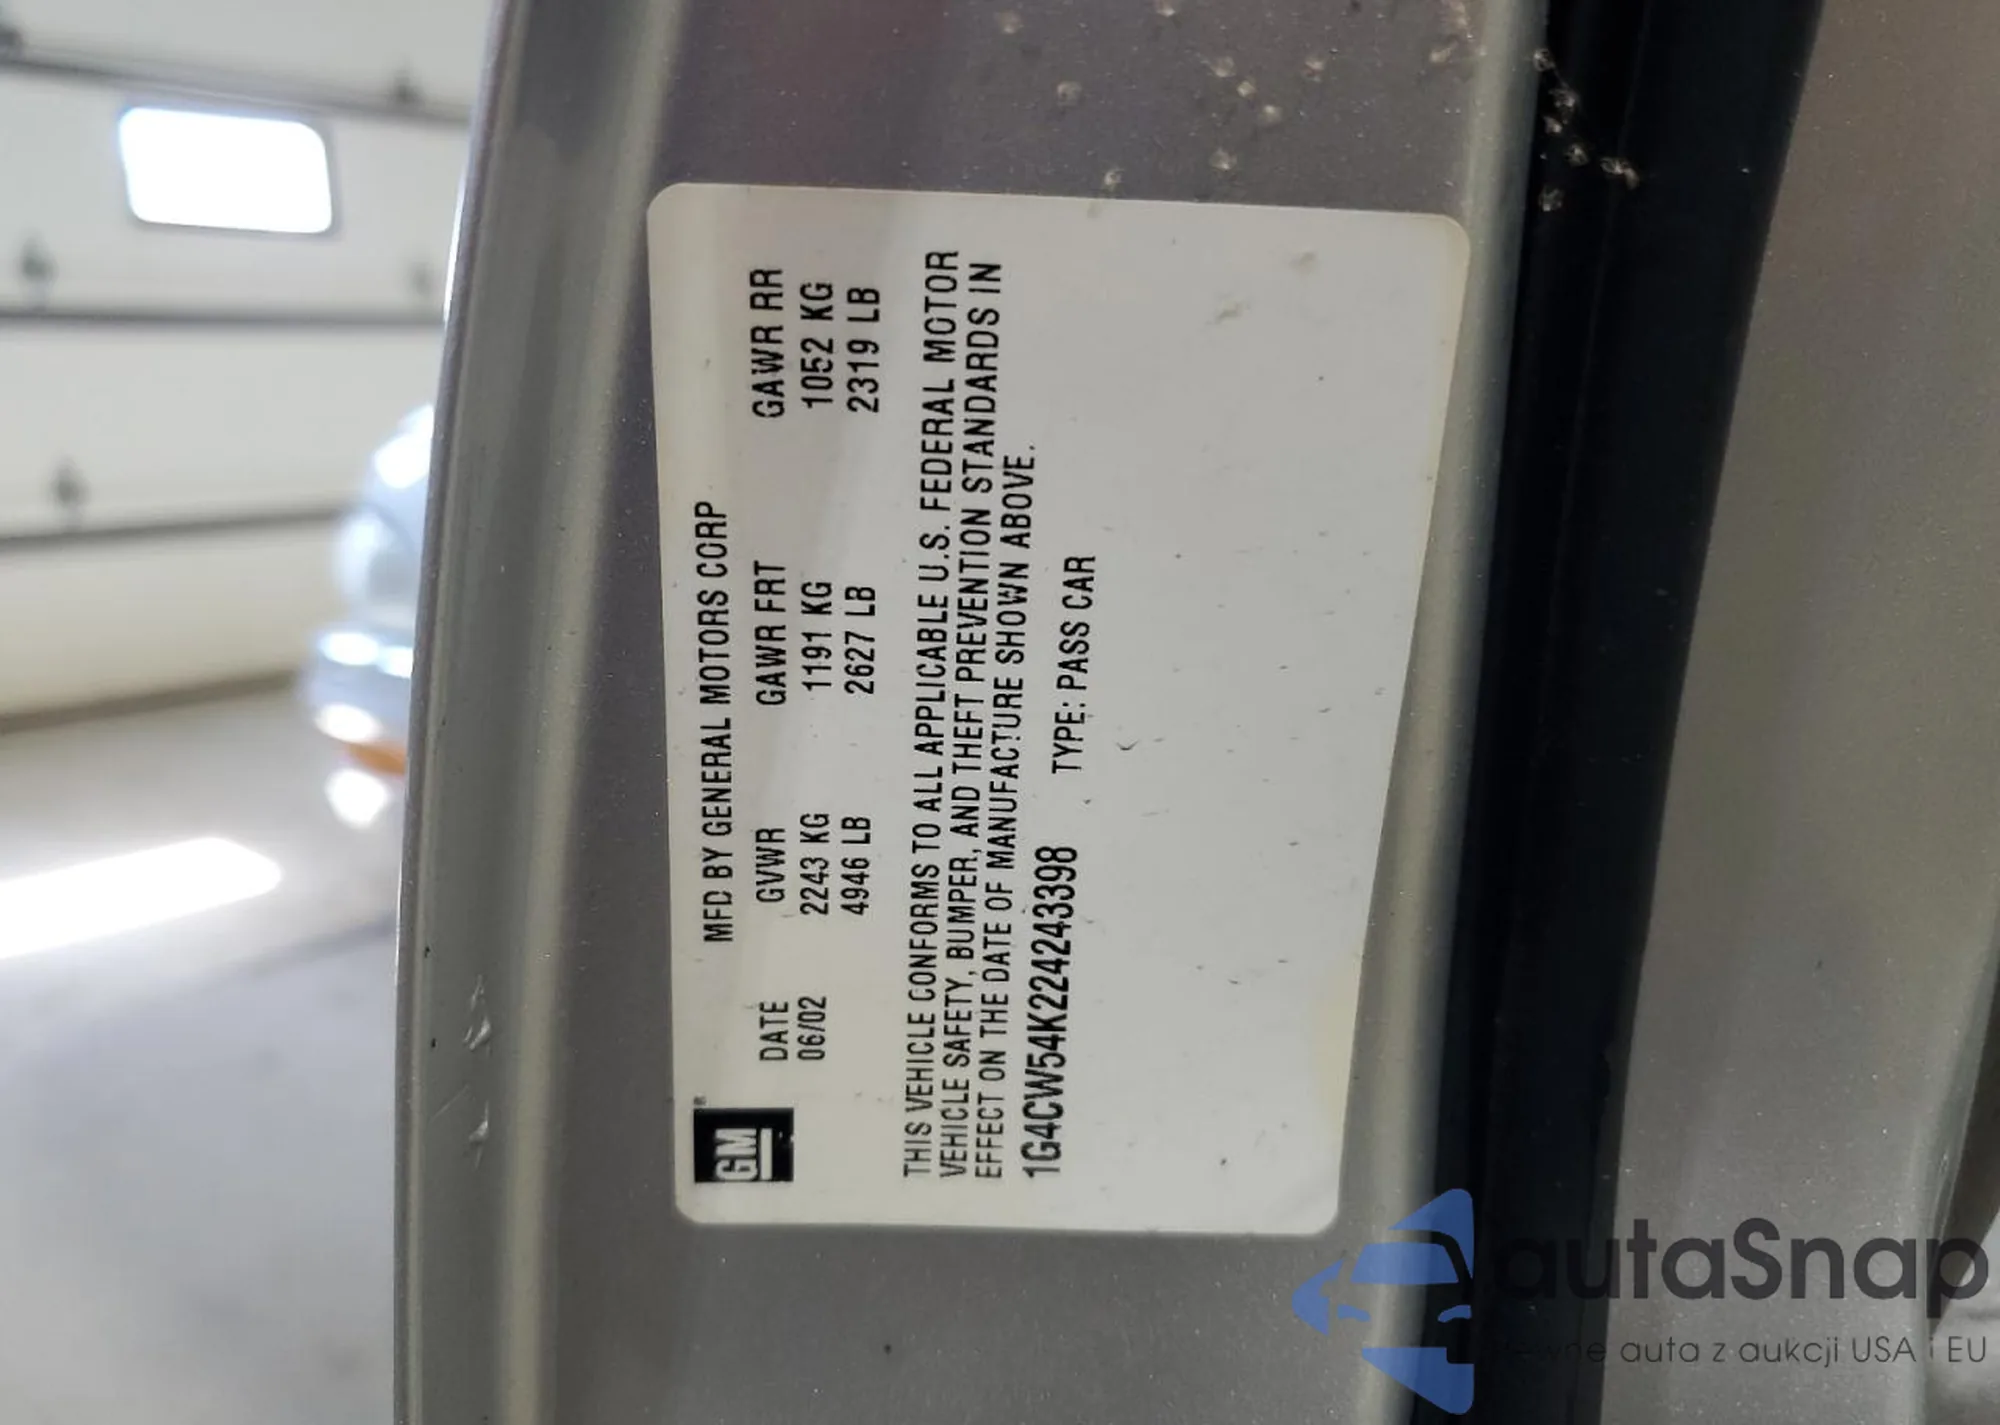 GM
MFD BY GENERAL MOTORS CORP
DATE GVWR GAWR FRT GAWR RR
06/02 2243 KG 1191 KG 1052 KG
4946 LB 2627 LB 2319 LB
THIS VEHICLE CONFORMS TO ALL APPLICABLE U.S. FEDERAL MOTOR
VEHICLE SAFETY, BUMPER, AND THEFT PREVENTION STANDARDS IN
EFFECT ON THE DATE OF MANUFACTURE SHOWN ABOVE.
1G4CW54K224243398 TYPE: PASS CAR
autaSnap
auta z aukcji USA i EU